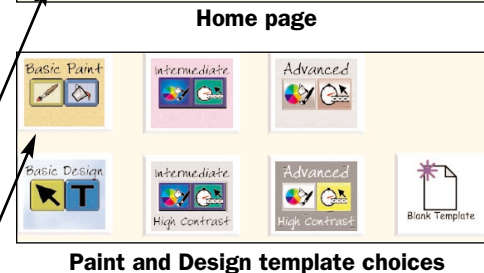 Home page
Basic Paint
Intermediate
Advanced
Basic Design
T
Intermediate
High Contrast
Advanced
High Contrast
Blank Template
Paint and Design template choices